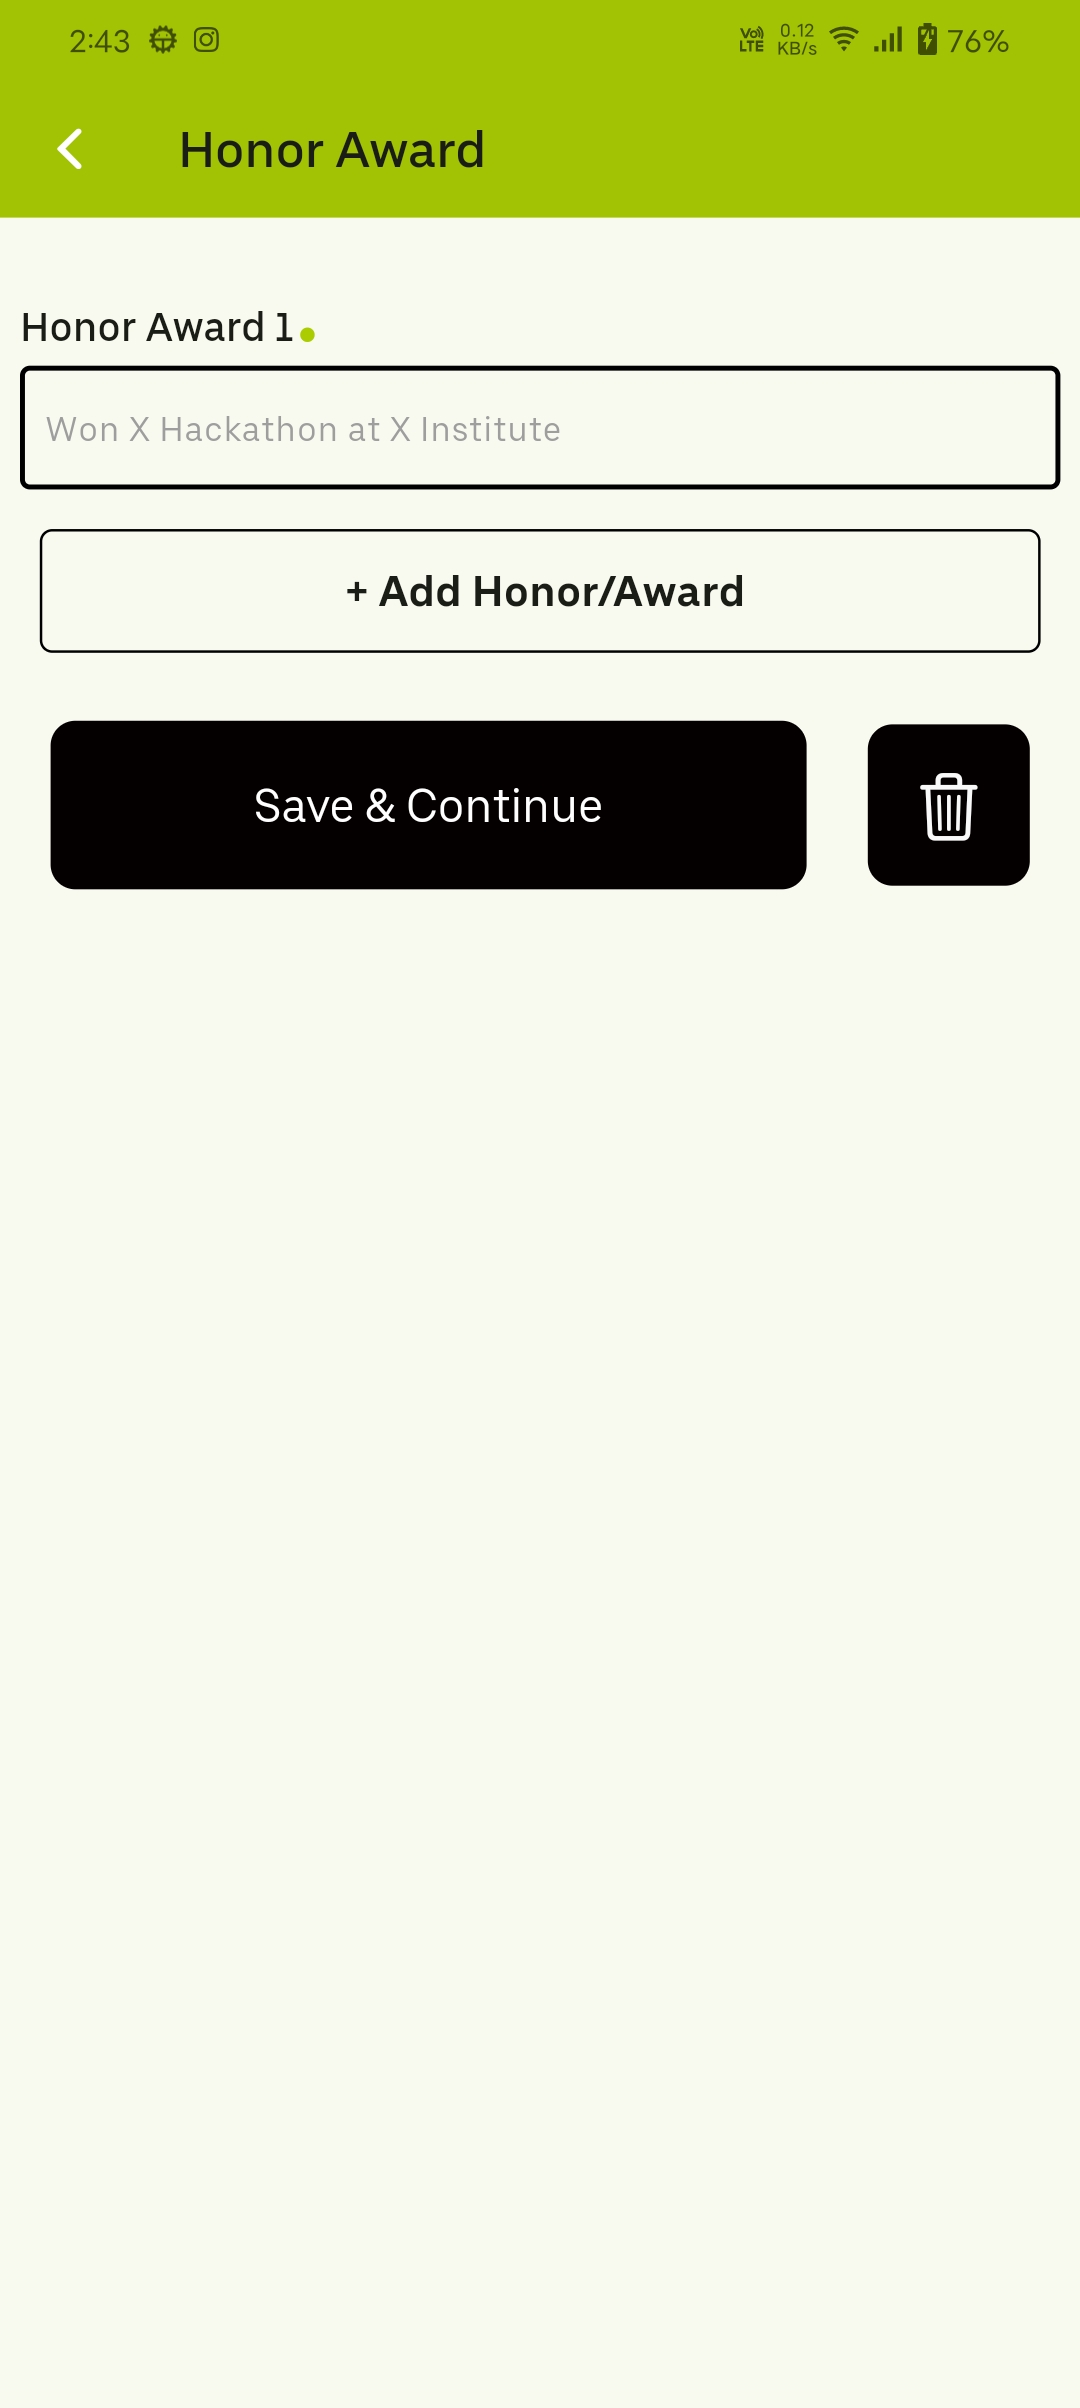 2:43 Vo) LTE 0.12 KB/s 76%
Honor Award
Honor Award 1
Won X Hackathon at X Institute
+ Add Honor/Award
Save & Continue